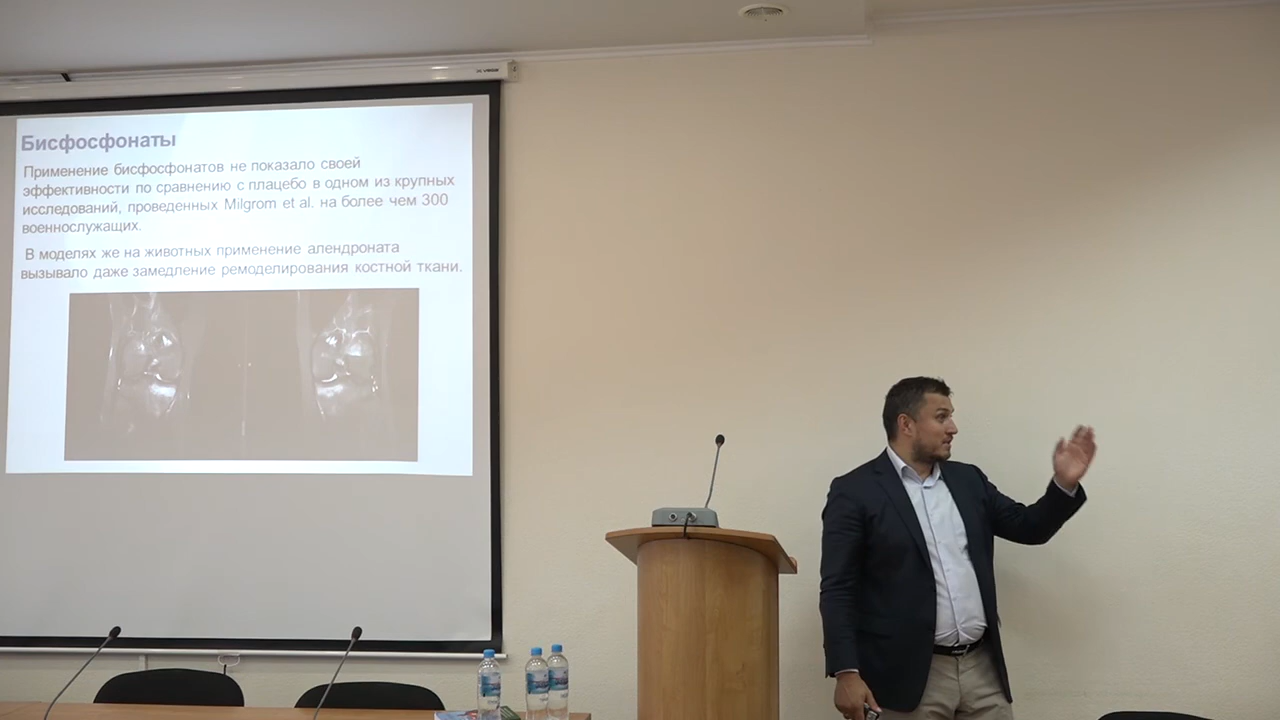 Бисфосфонаты
Применение бисфосфонатов не показало своей
эффективности по сравнению с плацебо в одном из крупных
исследований, проведенных Milgrom et al. на более чем 300
военнослужащих.
В моделях же на животных применение алендроната
вызывало даже замедление ремоделирования костной ткани.